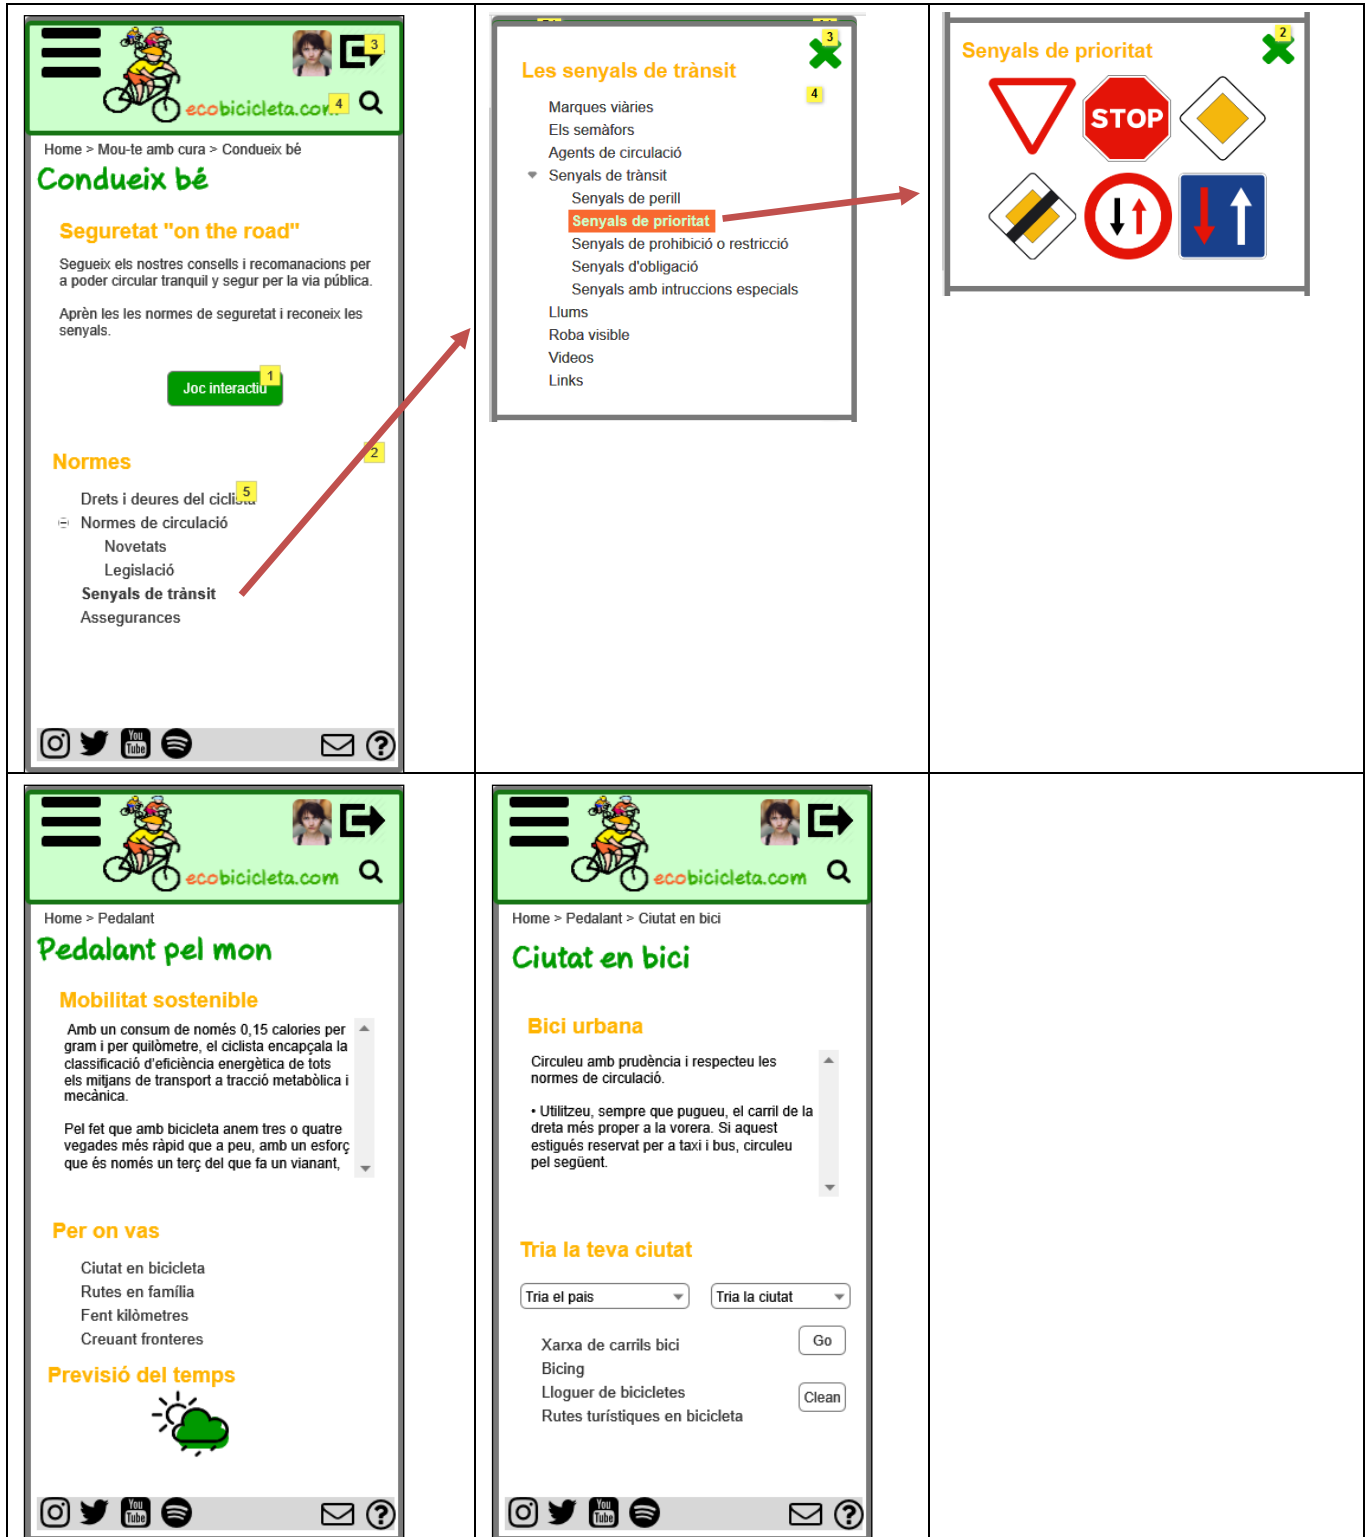 3
ecobicicleta.com
4
Home > Mou-te amb cura > Condueix bé
Condueix bé
Seguretat "on the road"
Segueix els nostres consells i recomanacions per
a poder circular tranquil y segur per la via pública.
Aprèn les les normes de seguretat i reconeix les
senyals.
Joc interactiu
1
Normes
2
Drets i deures del ciclista
5
Normes de circulació
Novetats
Legislació
Senyals de trànsit
Assegurances
You
Tube
3
Les senyals de trànsit
4
Marques viàries
Els semàfors
Agents de circulació
Senyals de trànsit
Senyals de perill
Senyals de prioritat
Senyals de prohibició o restricció
Senyals d'obligació
Senyals amb intruccions especials
Llums
Roba visible
Videos
Links
2
Senyals de prioritat
STOP
ecobicicleta.com
Home > Pedalant
Pedalant pel mon
Mobilitat sostenible
Amb un consum de només 0,15 calories per
gram i per quilòmetre, el ciclista encapçala la
classificació d'eficiència energètica de tots
els mitjans de transport a tracció metabòlica i
mecànica.
Pel fet que amb bicicleta anem tres o quatre
vegades més ràpid que a peu, amb un esforç
que és només un terç del que fa un vianant,
Per on vas
Ciutat en bicicleta
Rutes en família
Fent kilòmetres
Creuant fronteres
Previsió del temps
You
Tube
ecobicicleta.com
Home > Pedalant > Ciutat en bici
Ciutat en bici
Bici urbana
Circuleu amb prudència i respecteu les
normes de circulació.
• Utilitzeu, sempre que pugueu, el carril de la
dreta més proper a la vorera. Si aquest
estigués reservat per a taxi i bus, circuleu
pel següent.
Tria la teva ciutat
Tria el pais
Tria la ciutat
Xarxa de carrils bici
Go
Bicing
Lloguer de bicicletes
Clean
Rutes turístiques en bicicleta
You
Tube